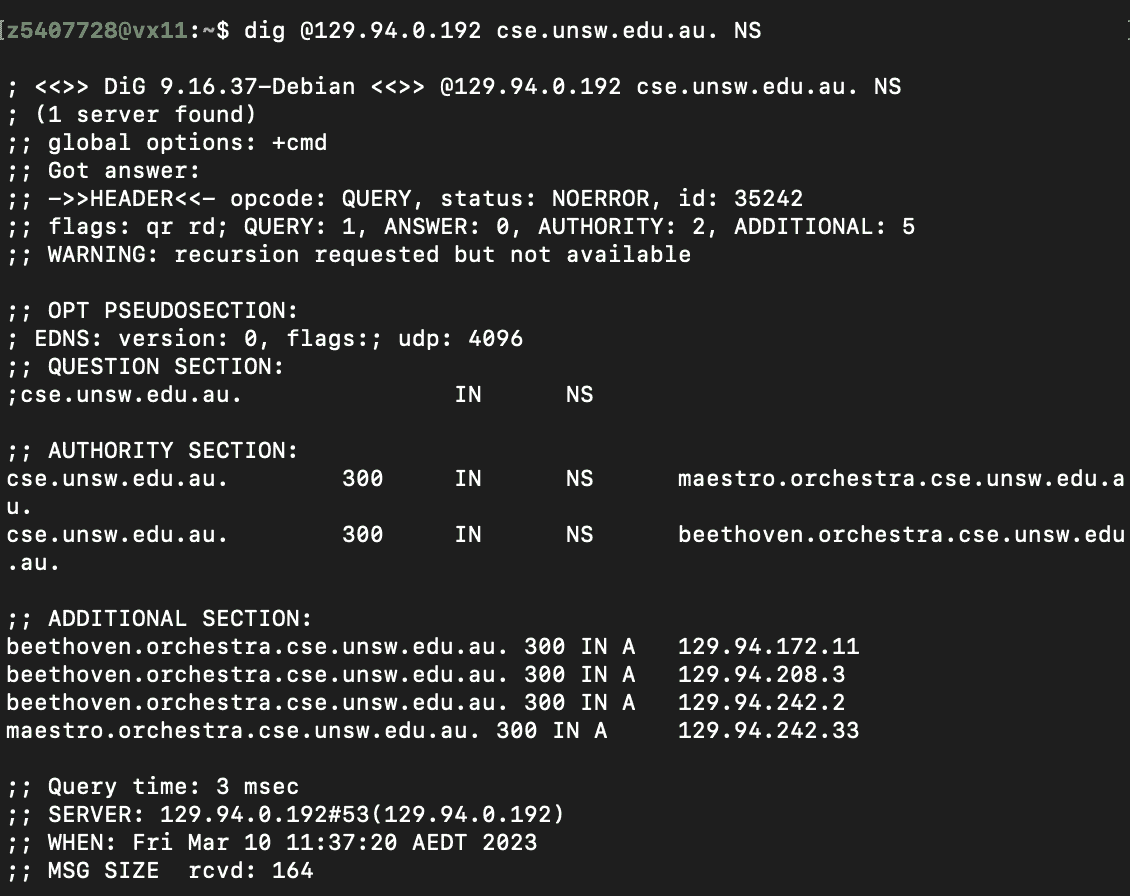 [z5407728@vx11:~$ dig @129.94.0.192 cse.unsw.edu.au. NS ]

; <<>> DiG 9.16.37-Debian <<>> @129.94.0.192 cse.unsw.edu.au. NS
; (1 server found)
;; global options: +cmd
;; Got answer:
;; ->>HEADER<<- opcode: QUERY, status: NOERROR, id: 35242
;; flags: qr rd; QUERY: 1, ANSWER: 0, AUTHORITY: 2, ADDITIONAL: 5
;; WARNING: recursion requested but not available

;; OPT PSEUDOSECTION:
; EDNS: version: 0, flags:; udp: 4096
;; QUESTION SECTION:
;cse.unsw.edu.au.               IN      NS

;; AUTHORITY SECTION:
cse.unsw.edu.au.        300     IN      NS      maestro.orchestra.cse.unsw.edu.a
u.
cse.unsw.edu.au.        300     IN      NS      beethoven.orchestra.cse.unsw.edu
.au.

;; ADDITIONAL SECTION:
beethoven.orchestra.cse.unsw.edu.au. 300 IN A   129.94.172.11
beethoven.orchestra.cse.unsw.edu.au. 300 IN A   129.94.208.3
beethoven.orchestra.cse.unsw.edu.au. 300 IN A   129.94.242.2
maestro.orchestra.cse.unsw.edu.au. 300 IN A     129.94.242.33

;; Query time: 3 msec
;; SERVER: 129.94.0.192#53(129.94.0.192)
;; WHEN: Fri Mar 10 11:37:20 AEDT 2023
;; MSG SIZE  rcvd: 164